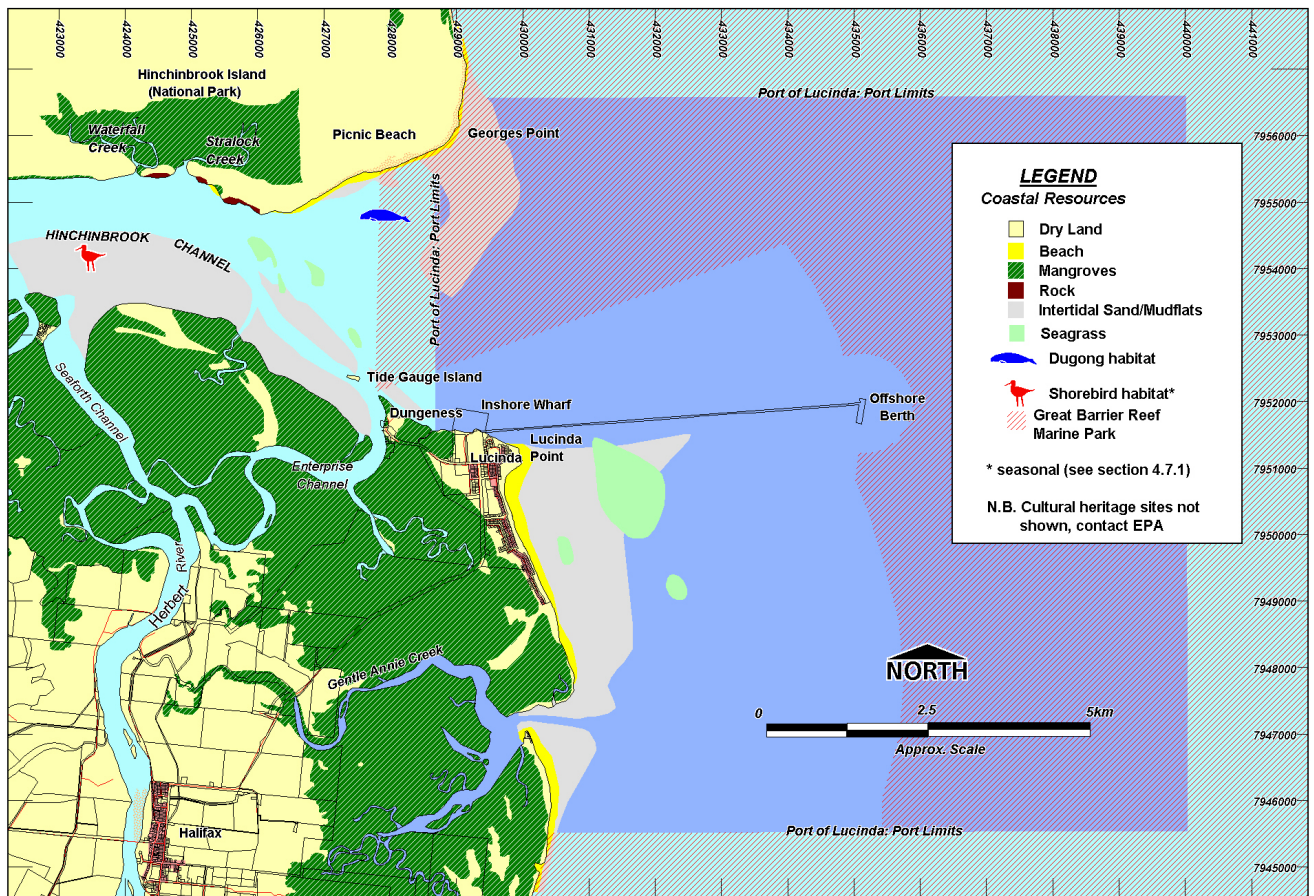 423000
424000
425000
426000
427000
428000
429000
430000
431000
432000
433000
434000
435000
436000
437000
438000
439000
440000
441000
Hinchinbrook Island
(National Park)
Port of Lucinda: Port Limits
Waterfall
Creek
Stralock
Creek
Picnic Beach
Georges Point
7956000
LEGEND
Coastal Resources
Dry Land
Beach
Mangroves
Rock
Intertidal Sand/Mudflats
Seagrass
Dugong habitat
Shorebird habitat*
Great Barrier Reef
Marine Park
* seasonal (see section 4.7.1)
N.B. Cultural heritage sites not
shown, contact EPA
7955000
HINCHINBROOK
CHANNEL
Port of Lucinda: Port Limits
7954000
7953000
Seaforth Channel
Tide Gauge Island
Dungeness
Inshore Wharf
Offshore
Berth
7952000
Lucinda
Point
Lucinda
Enterprise
Channel
7951000
7950000
Herbert
River
7949000
Gentle Annie Creek
NORTH
7948000
0
2.5
5km
Approx. Scale
7947000
7946000
Halifax
Port of Lucinda: Port Limits
7945000